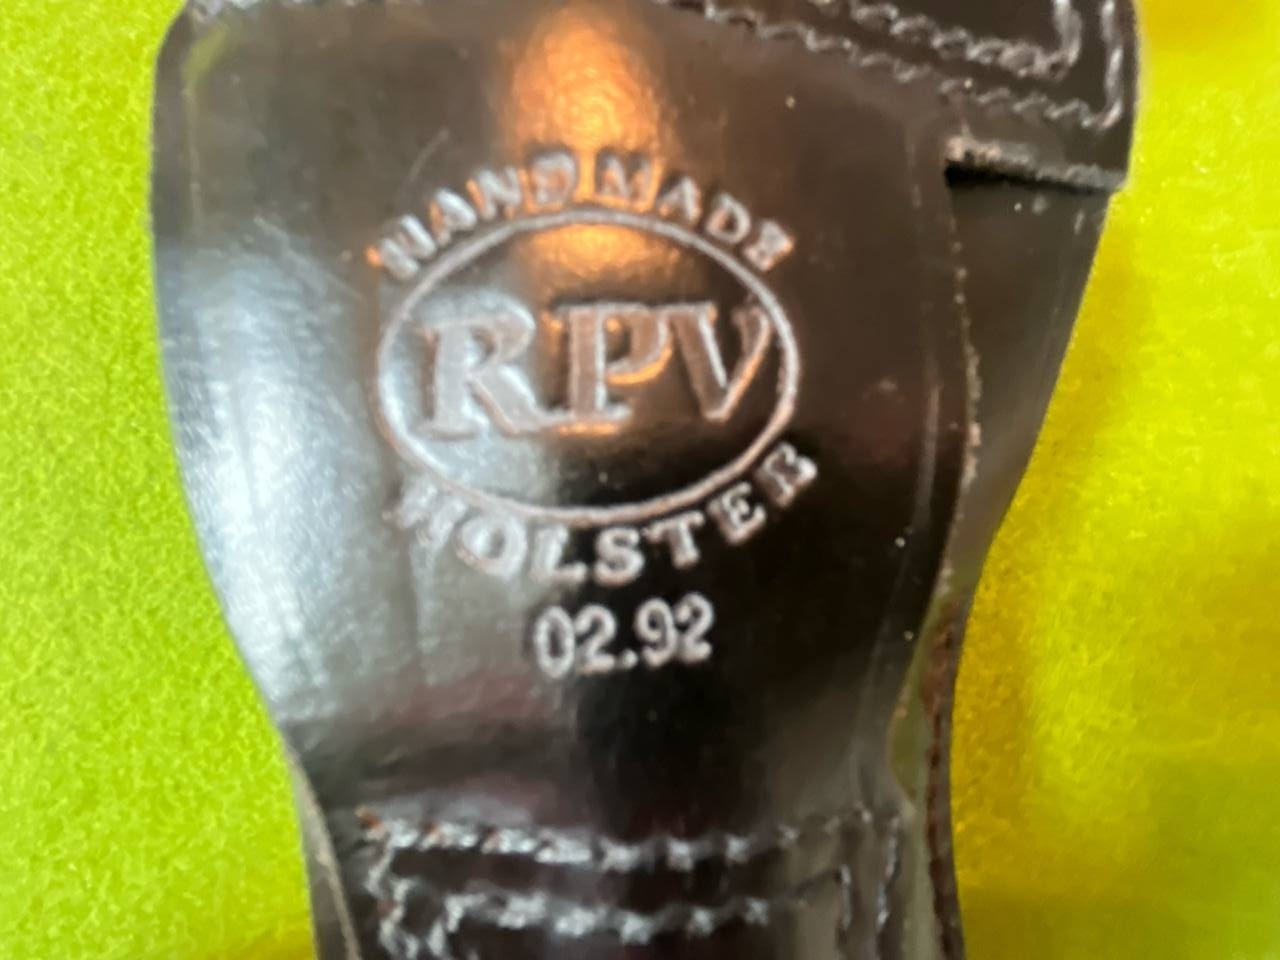 HANDMADE
RPV
HOLSTER
02.92